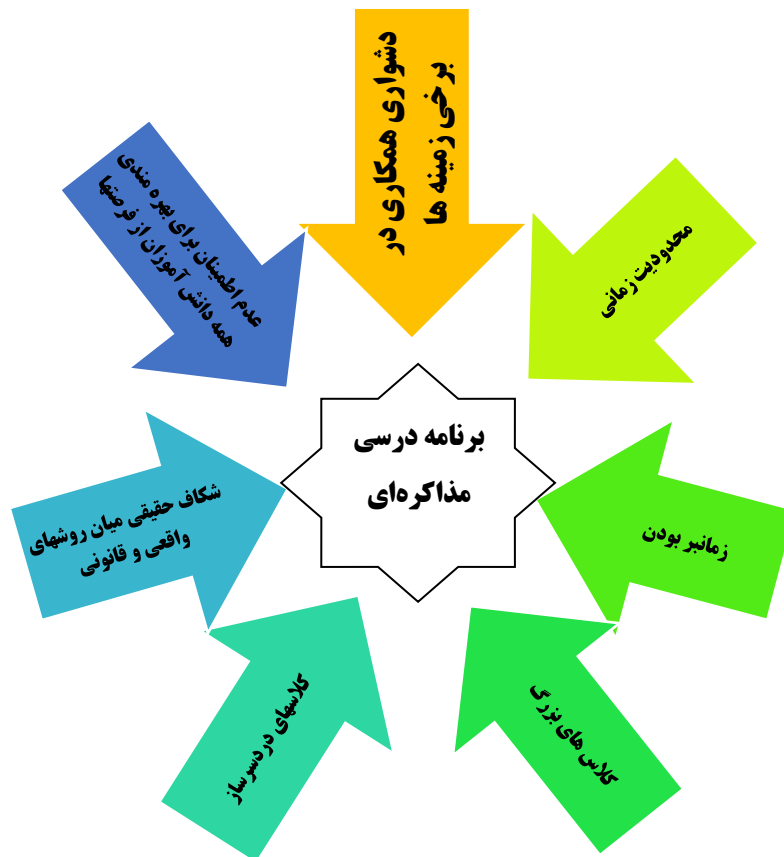 دشواری همکاری در
برخی زمینه ها
محدودیت زمانی
زمانبر بودن
کلاس های بزرگ
کلاسهای دردسرساز
شکاف حقیقی میان روشهای
واقعی و قانونی
عدم اطمینان برای بهره مندی
همه دانش آموزان از فرصتها
برنامه درسی
مذاکره‌ای